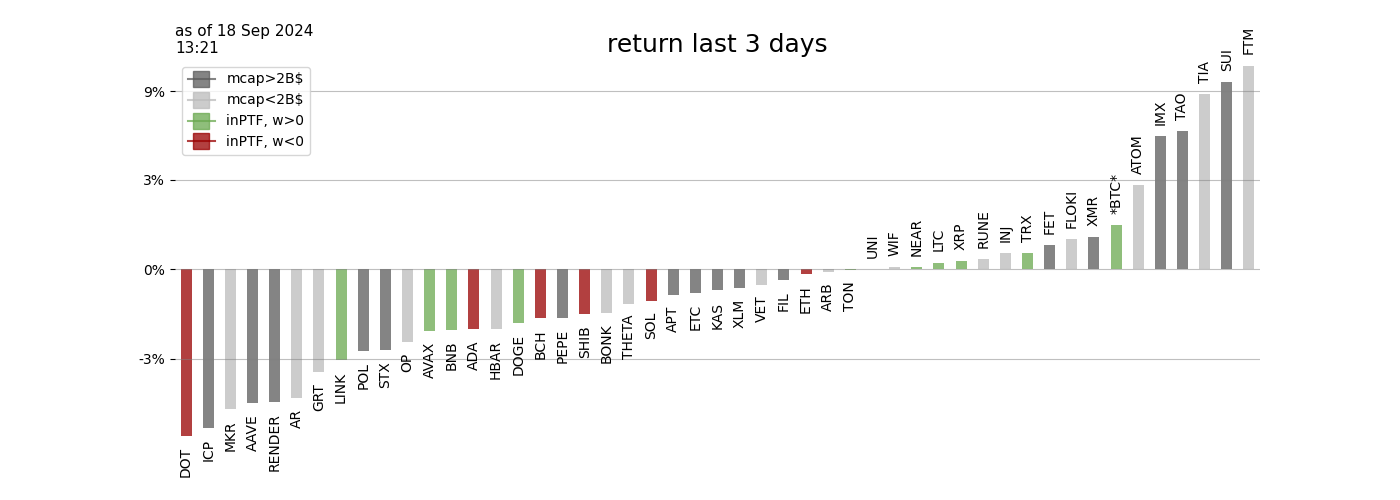 as of 18 Sep 2024
13:21
return last 3 days
mcap>2B$
mcap<2B$
inPTF, w>0
inPTF, w<0
9%
3%
0%
-3%
DOT
ICP
MKR
AAVE
RENDER
AR
GRT
LINK
POL
STX
OP
AVAX
BNB
ADA
HBAR
DOGE
BCH
PEPE
SHIB
BONK
THETA
SOL
APT
ETC
KAS
XLM
VET
FIL
ETH
ARB
TON
UNI
WIF
NEAR
LTC
XRP
RUNE
INJ
TRX
FET
FLOKI
XMR
*BTC*
ATOM
IMX
TAO
TIA
SUI
FTM